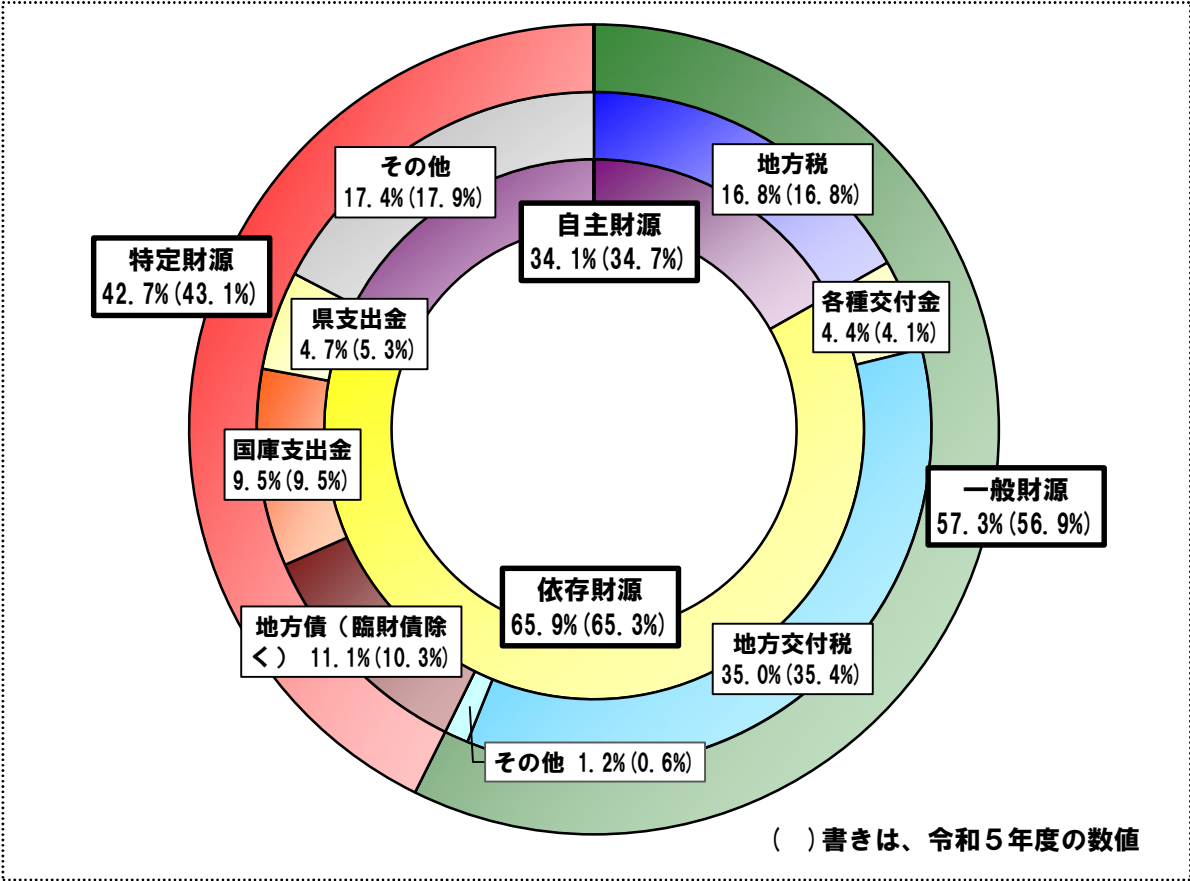 その他
17.4%(17.9%)
地方税
16.8%(16.8%)
自主財源
34.1%(34.7%)
特定財源
42.7%(43.1%)
県支出金
4.7%(5.3%)
各種交付金
4.4%(4.1%)
国庫支出金
9.5%(9.5%)
一般財源
57.3%(56.9%)
依存財源
65.9%(65.3%)
地方債（臨財債除
く） 11.1%(10.3%)
地方交付税
35.0%(35.4%)
その他 1.2%(0.6%)
(　)書きは、令和５年度の数値